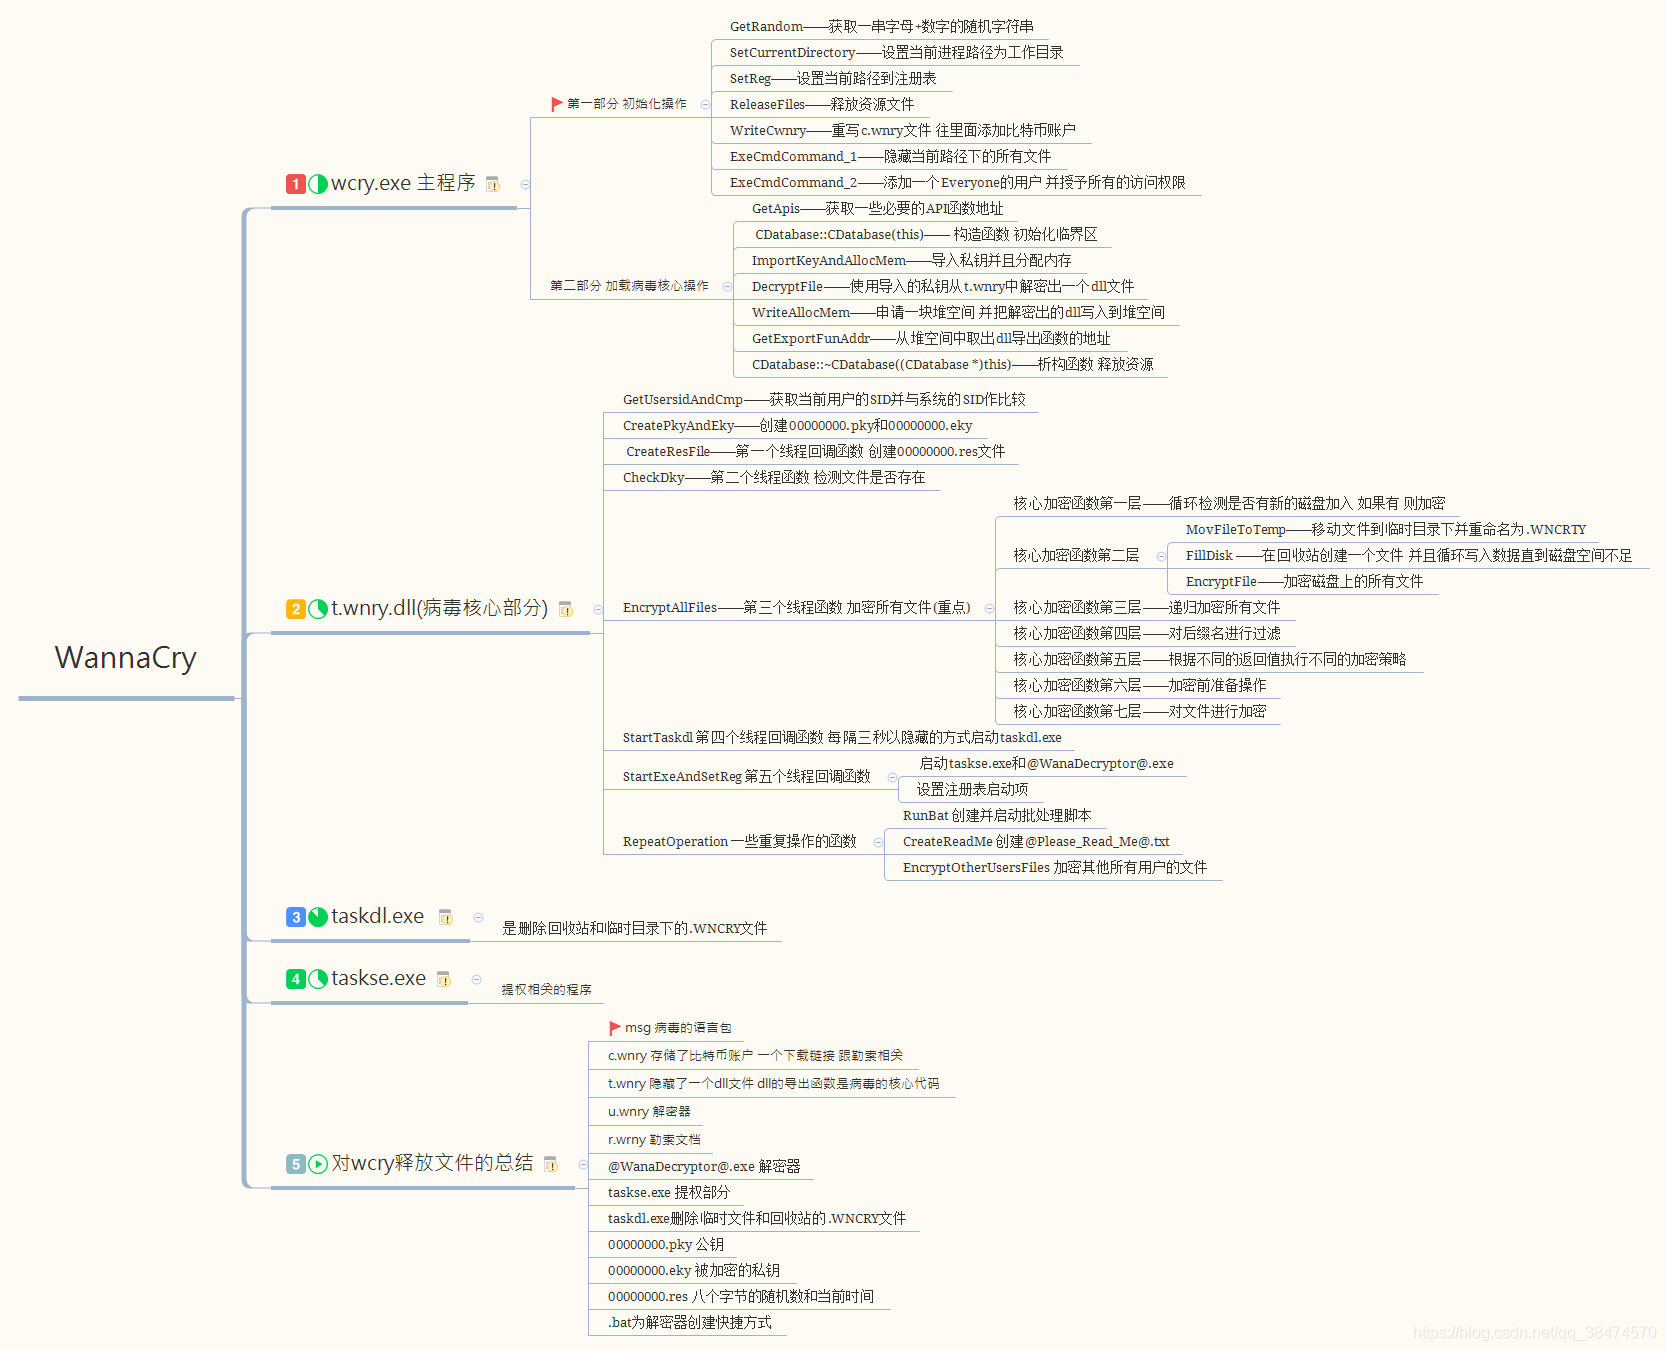 WannaCry
1 wcry.exe 主程序
第一部分 初始化操作
GetRandom——获取一串字母+数字的随机字符串
SetCurrentDirectory——设置当前进程路径为工作目录
SetReg——设置当前路径到注册表
ReleaseFiles——释放资源文件
WriteCwnry——重写c.wnry文件 往里面添加比特币账户
ExeCmdCommand_1——隐藏当前路径下的所有文件
ExeCmdCommand_2——添加一个Everyone的用户 并授予所有的访问权限
第二部分 加载病毒核心操作
GetApis——获取一些必要的API函数地址
CDatabase::CDatabase(this)—— 构造函数 初始化临界区
ImportKeyAndAllocMem——导入私钥并且分配内存
DecryptFile——使用导入的私钥从t.wnry中解密出一个dll文件
WriteAllocMem——申请一块堆空间 并把解密出的dll写入到堆空间
GetExportFunAddr——从堆空间中取出dll导出函数的地址
CDatabase::~CDatabase((CDatabase *)this)——析构函数 释放资源
2 t.wnry.dll(病毒核心部分)
GetUsersidAndCmp——获取当前用户的SID并与系统的SID作比较
CreatePkyAndEky——创建00000000.pky和00000000.eky
CreateResFile——第一个线程回调函数 创建00000000.res文件
CheckDky——第二个线程函数 检测文件是否存在
EncryptAllFiles——第三个线程函数 加密所有文件(重点)
核心加密函数第一层——循环检测是否有新的磁盘加入 如果有 则加密
核心加密函数第二层
MovFileToTemp——移动文件到临时目录下并重命名为.WNCRTY
FillDisk ——在回收站创建一个文件 并且循环写入数据直到磁盘空间不足
EncryptFile——加密磁盘上的所有文件
核心加密函数第三层——递归加密所有文件
核心加密函数第四层——对后缀名进行过滤
核心加密函数第五层——根据不同的返回值执行不同的加密策略
核心加密函数第六层——加密前准备操作
核心加密函数第七层——对文件进行加密
StartTaskdl 第四个线程回调函数 每隔三秒以隐藏的方式启动taskdl.exe
StartExeAndSetReg 第五个线程回调函数
启动taskse.exe和@WanaDecryptor@.exe
设置注册表启动项
RepeatOperation 一些重复操作的函数
RunBat 创建并启动批处理脚本
CreateReadMe 创建@Please_Read_Me@.txt
EncryptOtherUsersFiles 加密其他所有用户的文件
3 taskdl.exe
是删除回收站和临时目录下的.WNCRY文件
4 taskse.exe
提权相关的程序
5 对wcry释放文件的总结
msg 病毒的语言包
c.wnry 存储了比特币账户 一个下载链接 跟勒索相关
t.wnry 隐藏了一个dll文件 dll的导出函数是病毒的核心代码
u.wnry 解密器
r.wrny 勒索文档
@WanaDecryptor@.exe 解密器
taskse.exe 提权部分
taskdl.exe删除临时文件和回收站的.WNCRY文件
00000000.pky 公钥
00000000.eky 被加密的私钥
00000000.res 八个字节的随机数和当前时间
.bat为解密器创建快捷方式
https://blog.csdn.net/qq_38474570